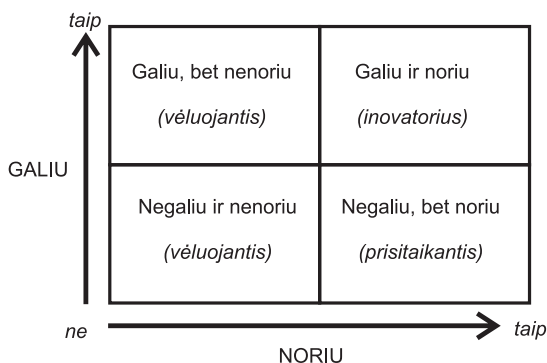 taip
Galiu, bet nenoriu
(vėluojantis)
Galiu ir noriu
(inovatorius)
GALIU
Negaliu ir nenoriu
(vėluojantis)
Negaliu, bet noriu
(prisitaikantis)
ne
taip
NORIU